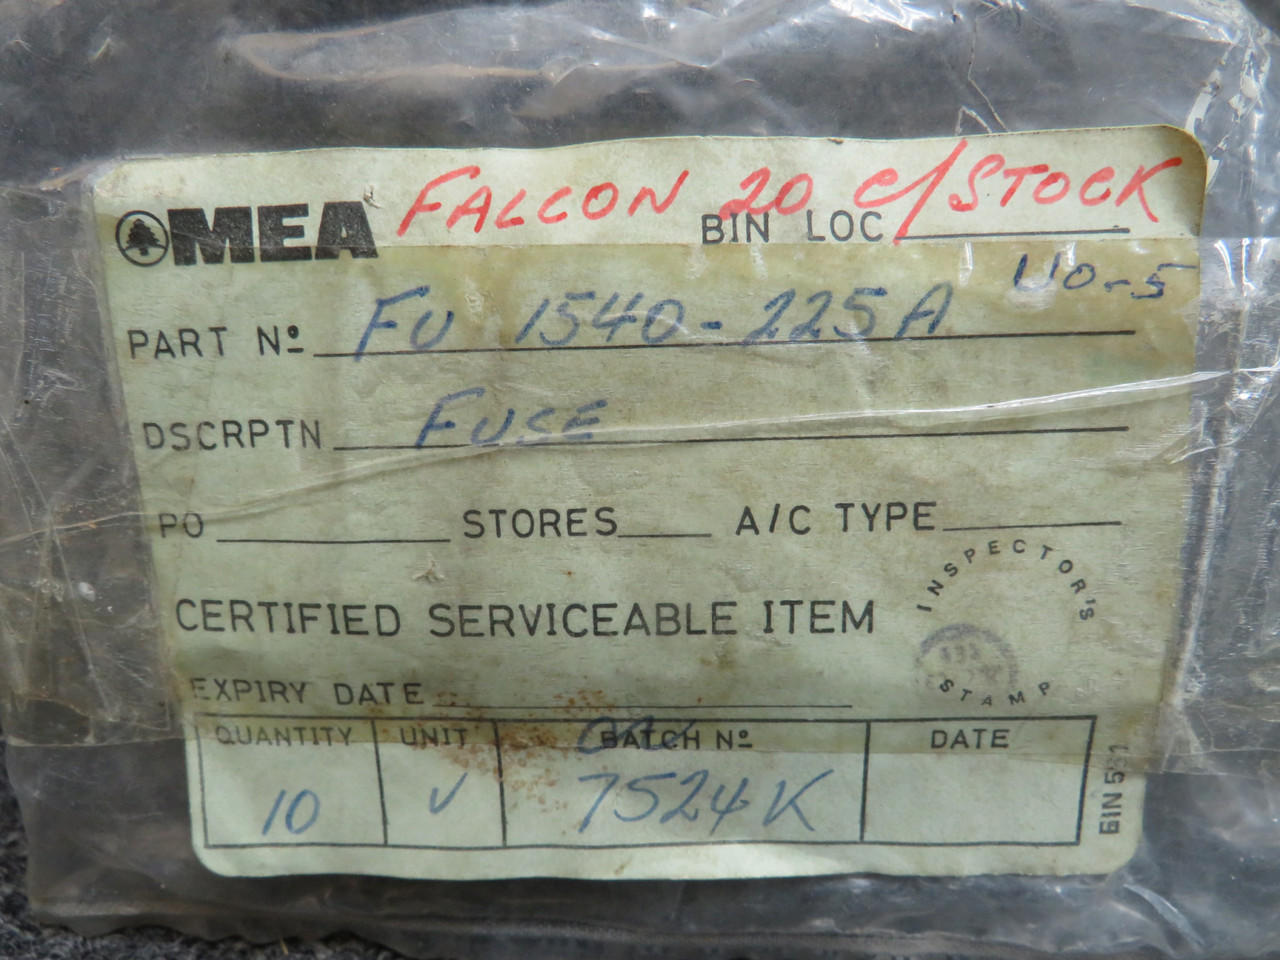 MEA FALCON 20 C/STOCK
BIN LOC
U0-5
PART Nº FU 1540-225A
DSCRPTN FUSE
PO STORES A/C TYPE
INSPECTOR'S
STAMP
CERTIFIED SERVICEABLE ITEM
EXPIRY DATE
QUANTITY UNIT BATCH Nº DATE
10 U 7524K